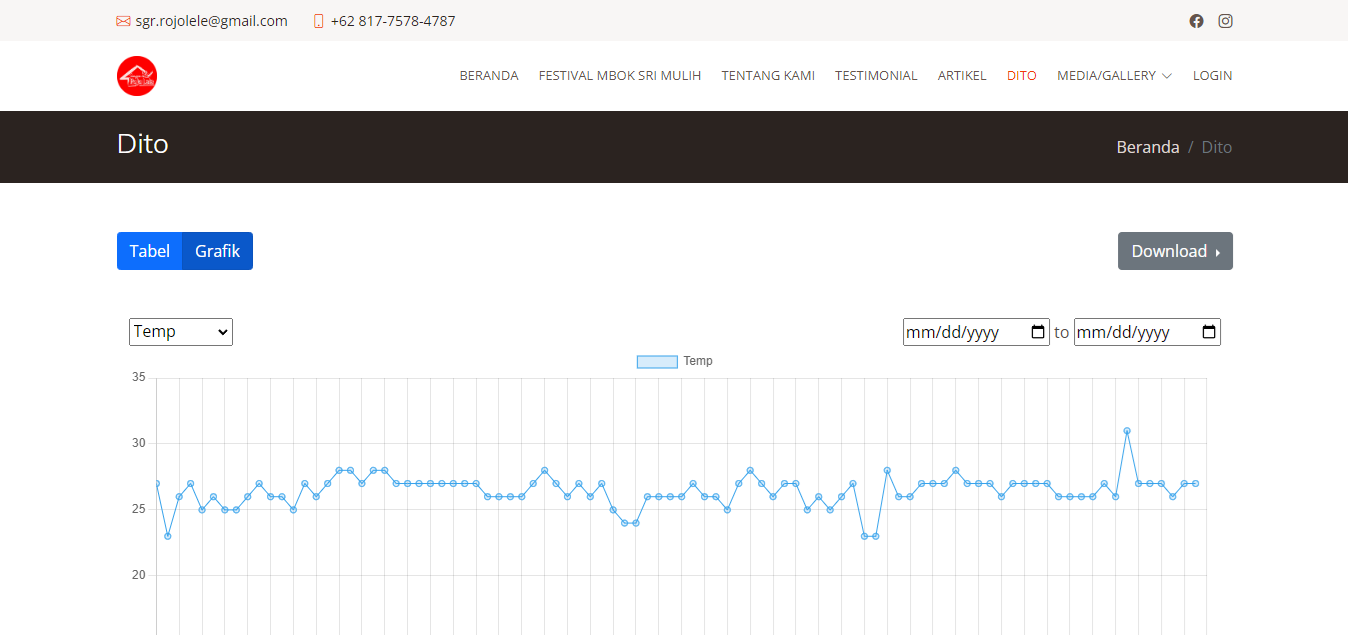 sgr.rojolele@gmail.com +62 817-7578-4787
BERANDA FESTIVAL MBOK SRI MULIH TENTANG KAMI TESTIMONIAL ARTIKEL DITO MEDIA/GALLERY LOGIN
Dito
Beranda / Dito
Tabel Grafik
Download
Temp
mm/dd/yyyy to mm/dd/yyyy
Temp
35
30
25
20